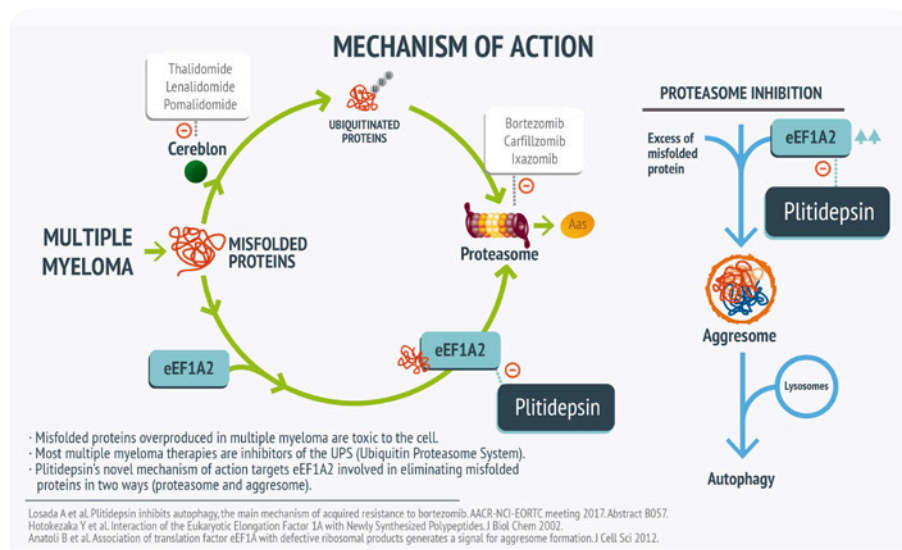 MECHANISM OF ACTION
Thalidomide
Lenalidomide
Pomalidomide
Cereblon
U
U
U
UBIQUITINATED
PROTEINS
Bortezomib
Carfillzomib
Ixazomib
Proteasome
Aas
MULTIPLE
MYELOMA
MISFOLDED
PROTEINS
eEF1A2
eEF1A2
Plitidepsin
PROTEASOME INHIBITION
Excess of
misfolded
protein
eEF1A2
Plitidepsin
Aggresome
Lysosomes
Autophagy
· Misfolded proteins overproduced in multiple myeloma are toxic to the cell.
· Most multiple myeloma therapies are inhibitors of the UPS (Ubiquitin Proteasome System).
· Plitidepsin's novel mechanism of action targets eEF1A2 involved in eliminating misfolded
proteins in two ways (proteasome and aggresome).
Losada A et al. Plitidepsin inhibits autophagy, the main mechanism of acquired resistance to bortezomib. AACR-NCI-EORTC meeting 2017. Abstract B057.
Hotokezaka Y et al. Interaction of the Eukaryotic Elongation Factor 1A with Newly Synthesized Polypeptides. J Biol Chem 2002.
Anatoli B et al. Association of translation factor eEF1A with defective ribosomal products generates a signal for aggresome formation. J Cell Sci 2012.